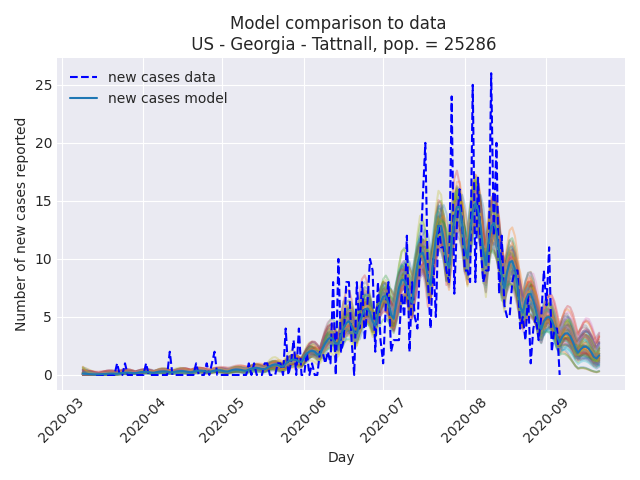 Model comparison to data
US - Georgia - Tattnall, pop. = 25286
new cases data
new cases model
Number of new cases reported
25
20
15
10
5
0
2020-03
2020-04
2020-05
2020-06
2020-07
2020-08
2020-09
Day